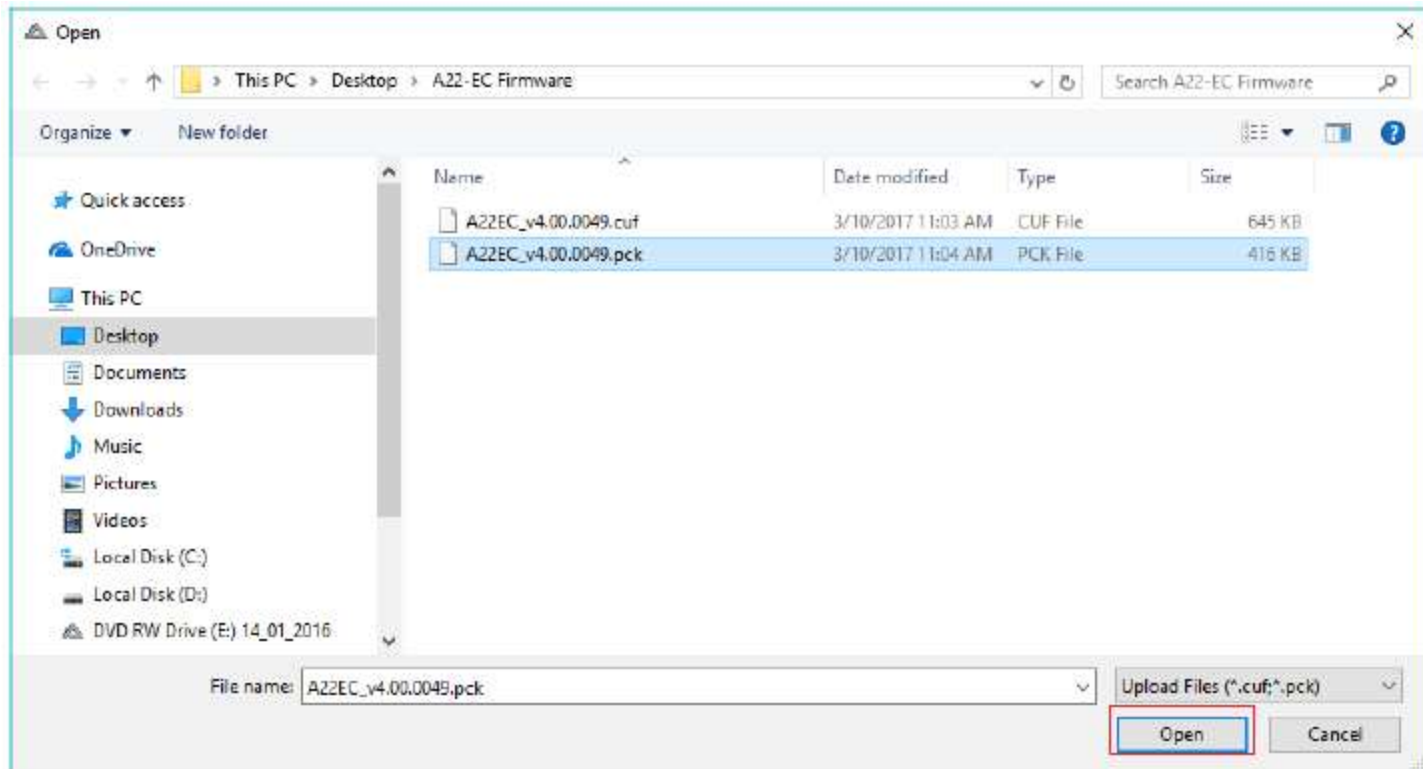 Open
This PC > Desktop > A22-EC Firmware
Search A22-EC Firmware
Organize
New folder
Name Date modified Type Size
A22EC_v4.00.0049.cuf 3/10/2017 11:03 AM CUF File 645 KB
A22EC_v4.00.0049.pck 3/10/2017 11:04 AM PCK File 416 KB
Quick access
OneDrive
This PC
Desktop
Documents
Downloads
Music
Pictures
Videos
Local Disk (C:)
Local Disk (D:)
DVD RW Drive (E:) 14_01_2016
File name: A22EC_v4.00.0049.pck Upload Files (*.cuf;*.pck)
Open Cancel